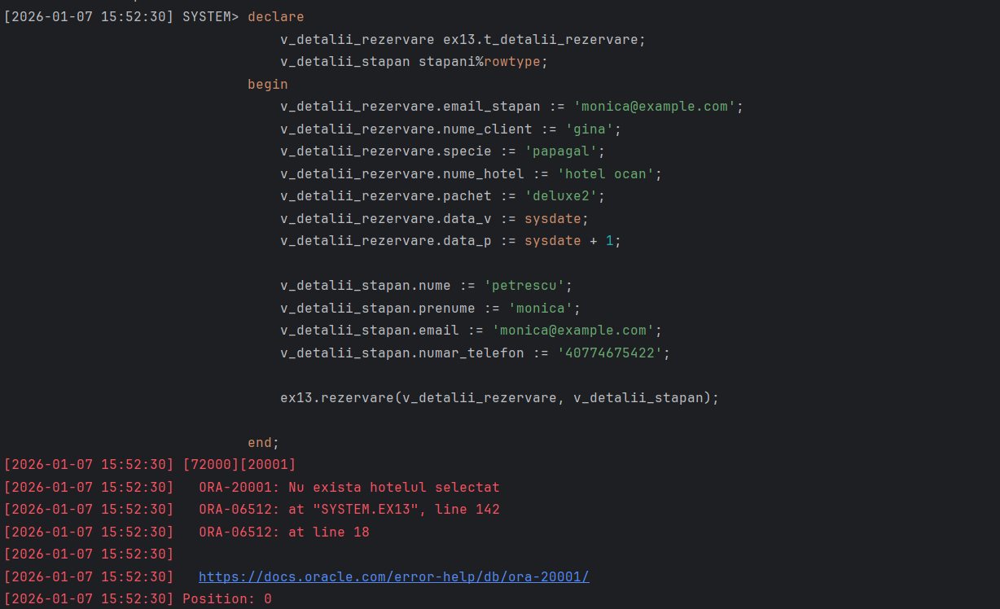 [2026-01-07 15:52:30] SYSTEM> declare
v_detalii_rezervare ex13.t_detalii_rezervare;
v_detalii_stapan stapani%rowtype;
begin
v_detalii_rezervare.email_stapan := 'monica@example.com';
v_detalii_rezervare.nume_client := 'gina';
v_detalii_rezervare.specie := 'papagal';
v_detalii_rezervare.nume_hotel := 'hotel ocan';
v_detalii_rezervare.pachet := 'deluxe2';
v_detalii_rezervare.data_v := sysdate;
v_detalii_rezervare.data_p := sysdate + 1;
v_detalii_stapan.nume := 'petrescu';
v_detalii_stapan.prenume := 'monica';
v_detalii_stapan.email := 'monica@example.com';
v_detalii_stapan.numar_telefon := '40774675422';
ex13.rezervare(v_detalii_rezervare, v_detalii_stapan);
end;
[2026-01-07 15:52:30] [72000][20001]
[2026-01-07 15:52:30] ORA-20001: Nu exista hotelul selectat
[2026-01-07 15:52:30] ORA-06512: at "SYSTEM.EX13", line 142
[2026-01-07 15:52:30] ORA-06512: at line 18
[2026-01-07 15:52:30]
[2026-01-07 15:52:30] https://docs.oracle.com/error-help/db/ora-20001/
[2026-01-07 15:52:30] Position: 0